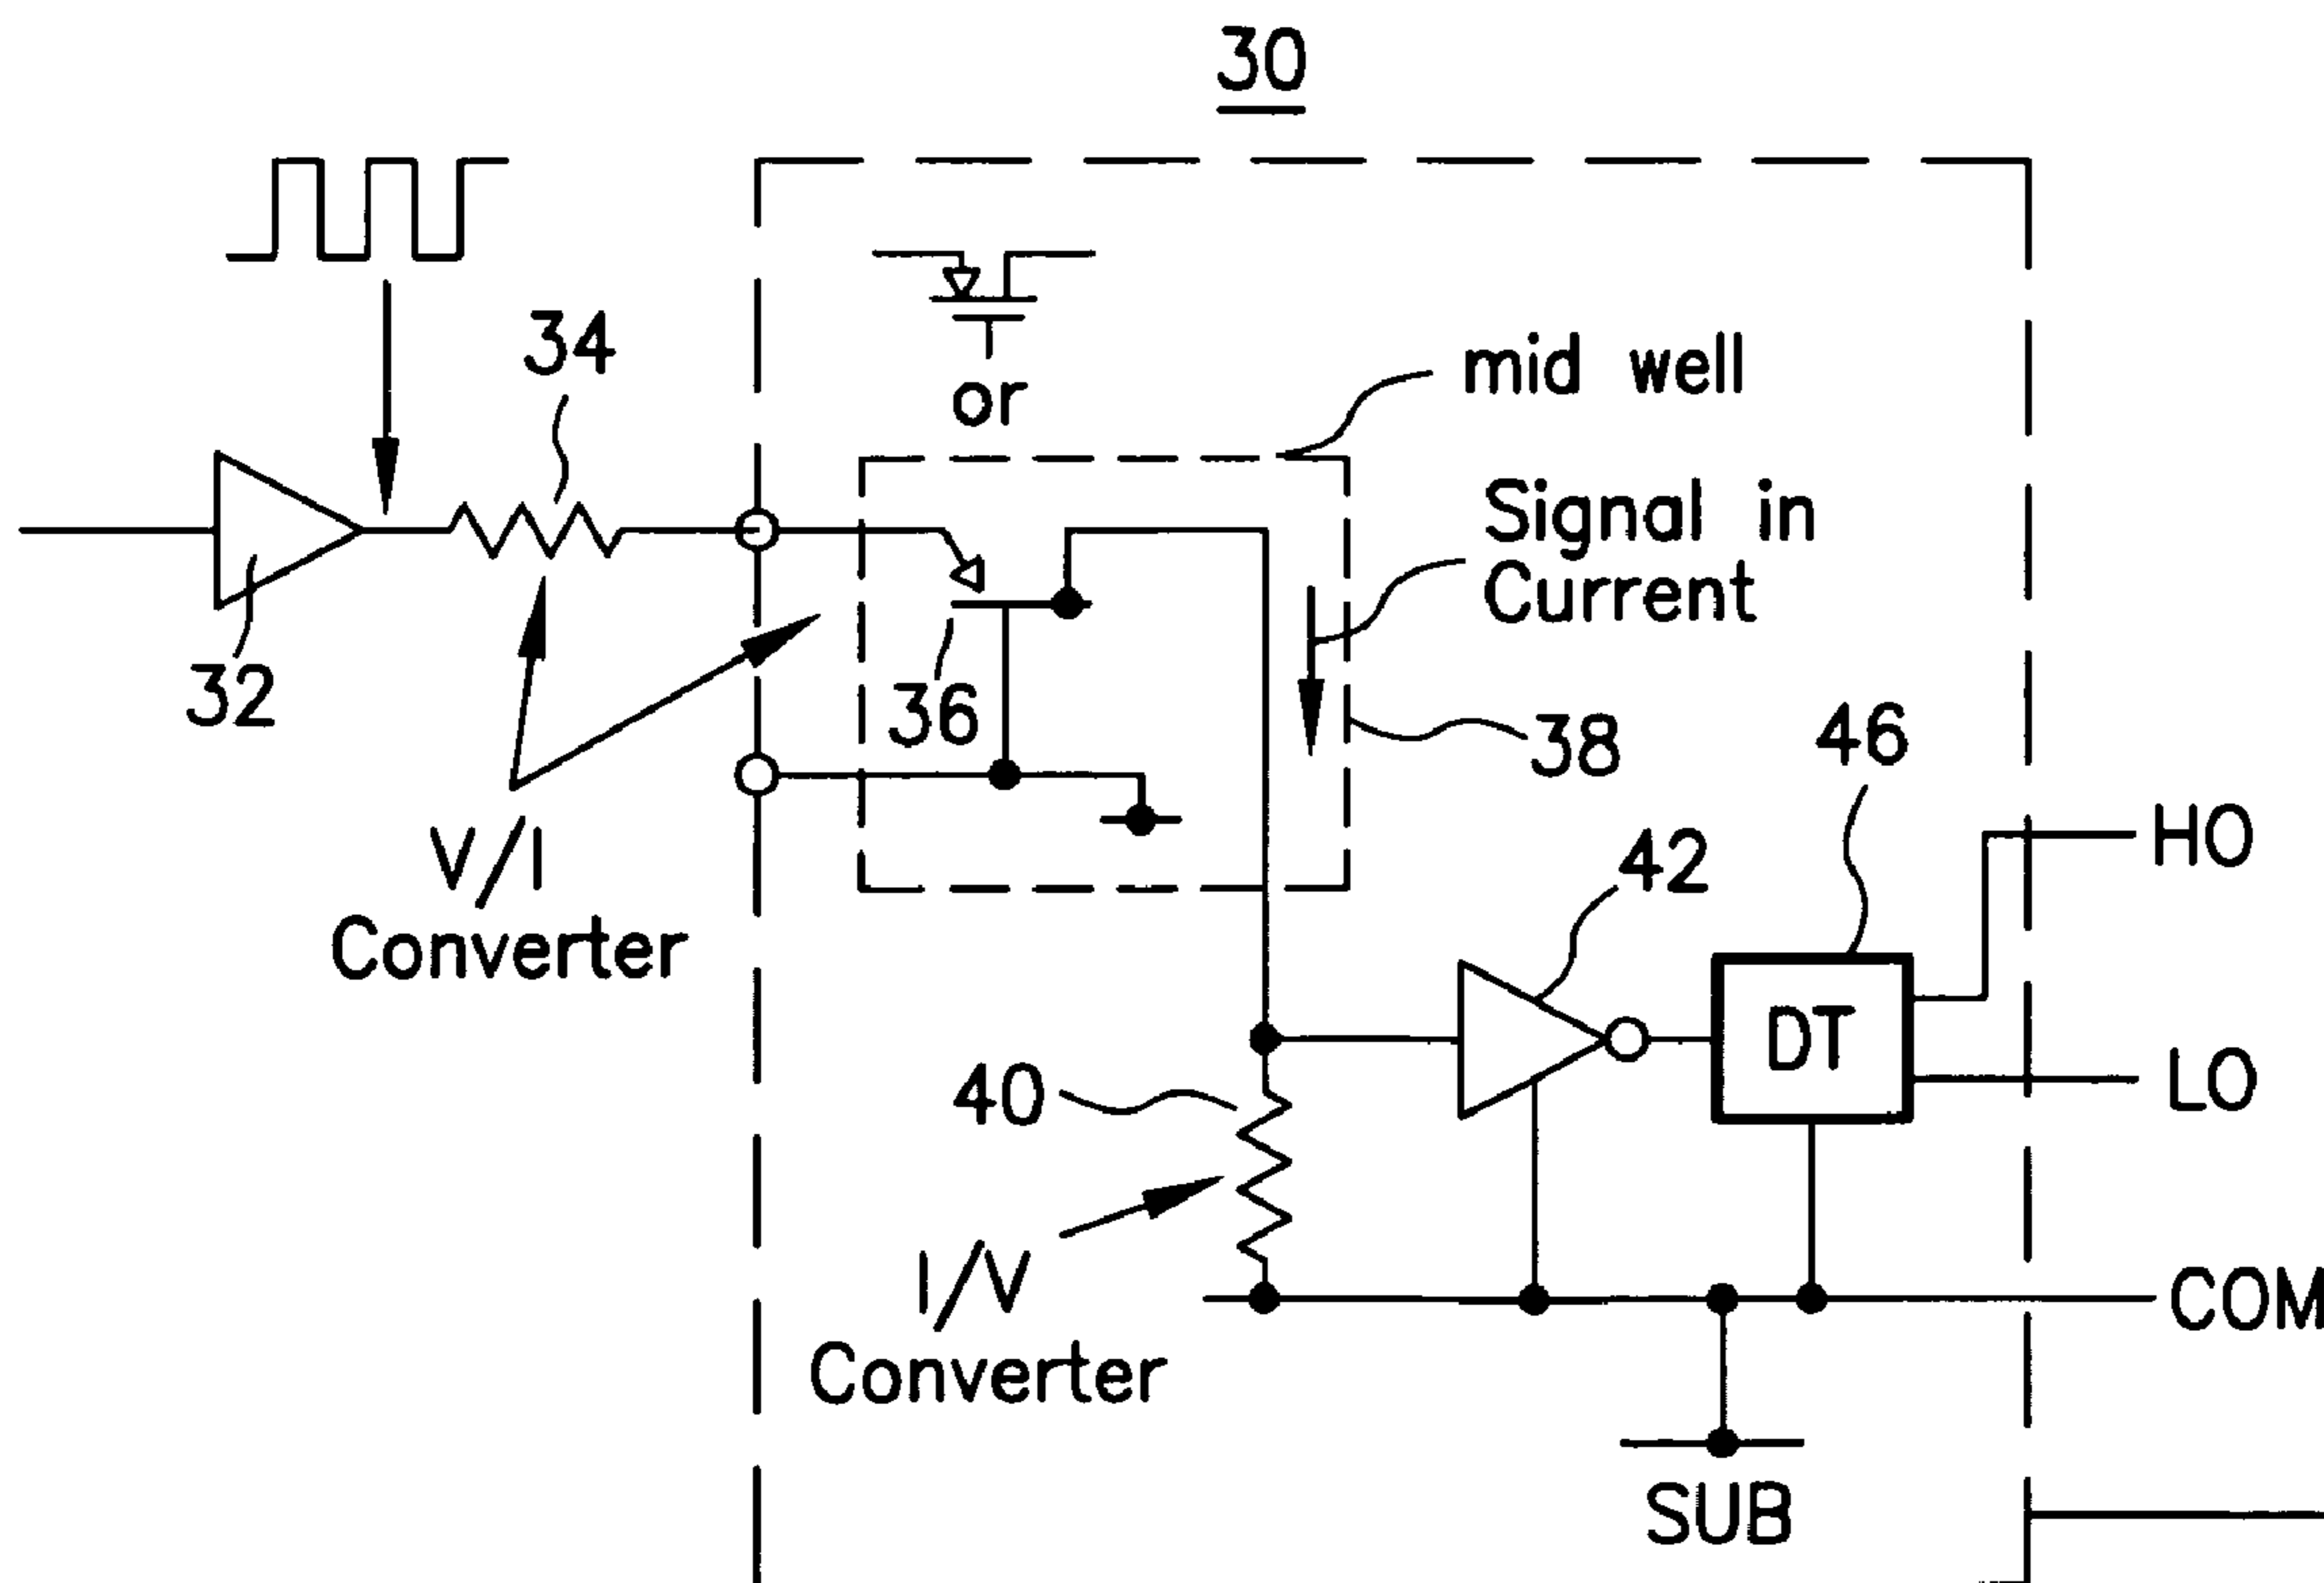 30
34
or
mid well
Signal in
Current
32
36
38
46
V/I
Converter
42
HO
DT
40
LO
I/V
Converter
COM
SUB